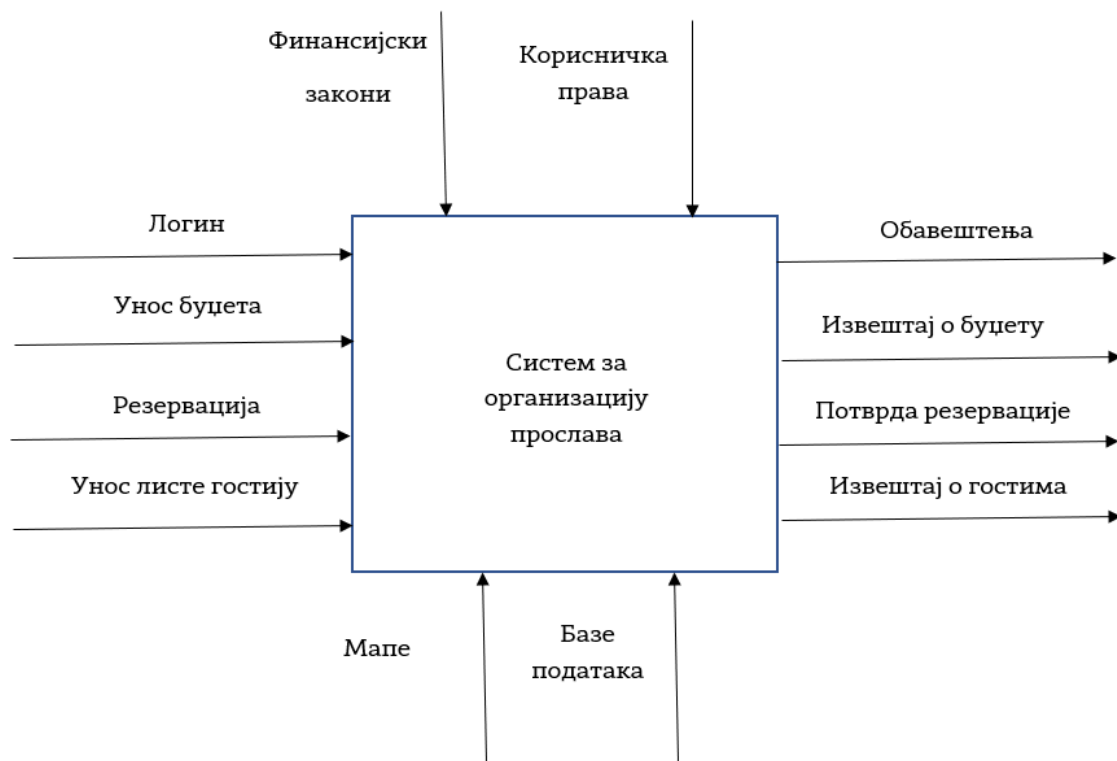 Финансијски
закони
Корисничка
права
Логин
Унос буџета
Резервација
Унос листе гостију
Систем за
организацију
прослава
Обавештења
Извештај о буџету
Потврда резервације
Извештај о гостима
Мапе
Базе
података